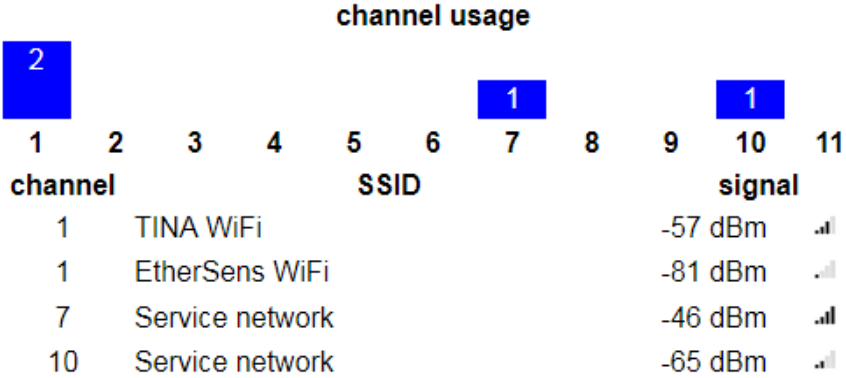 channel usage
2
1 1
1 2 3 4 5 6 7 8 9 10 11
channel SSID signal
1 TINA WiFi -57 dBm
1 EtherSens WiFi -81 dBm
7 Service network -46 dBm
10 Service network -65 dBm